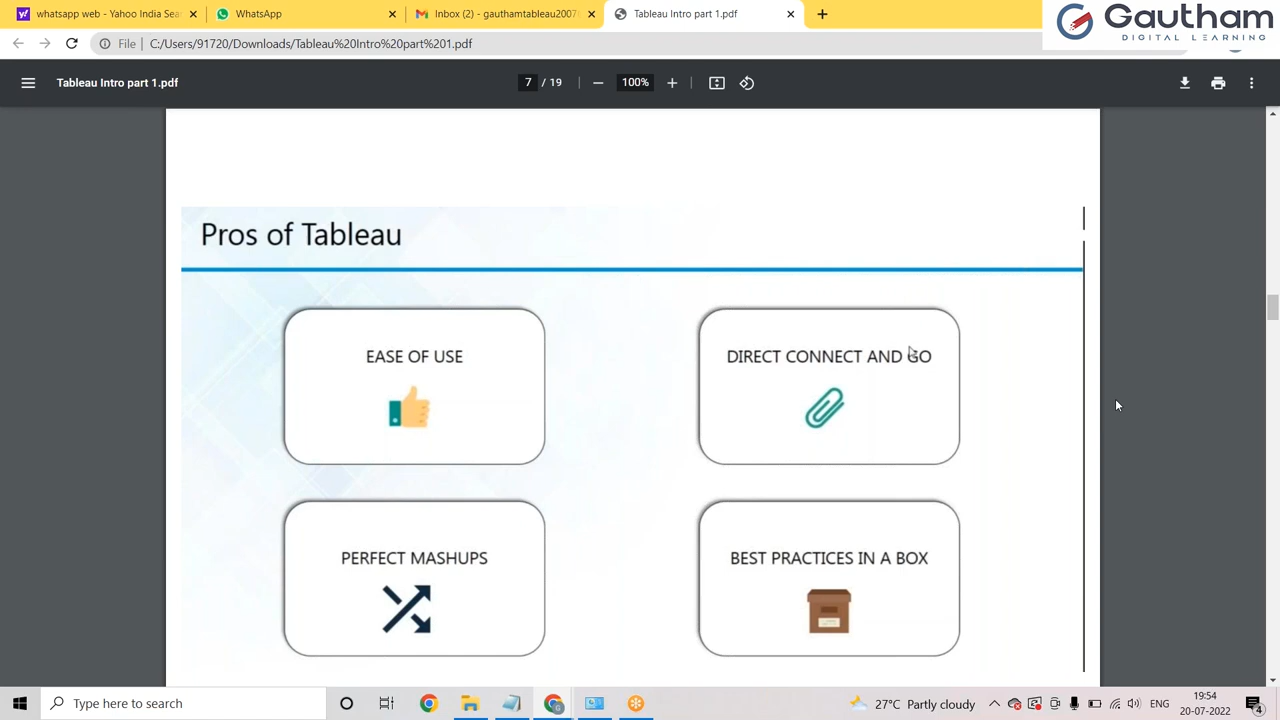 whatsapp web - Yahoo India Sea
WhatsApp
Inbox (2) - gauthamtableau2007
Tableau Intro part 1.pdf
Gautham
DIGITAL LEARNING
File
C:/Users/91720/Downloads/Tableau%20Intro%20part%201.pdf
Tableau Intro part 1.pdf
7 / 19
100%
Pros of Tableau
EASE OF USE
DIRECT CONNECT AND GO
PERFECT MASHUPS
BEST PRACTICES IN A BOX
Type here to search
27°C Partly cloudy
ENG
19:54
20-07-2022
4